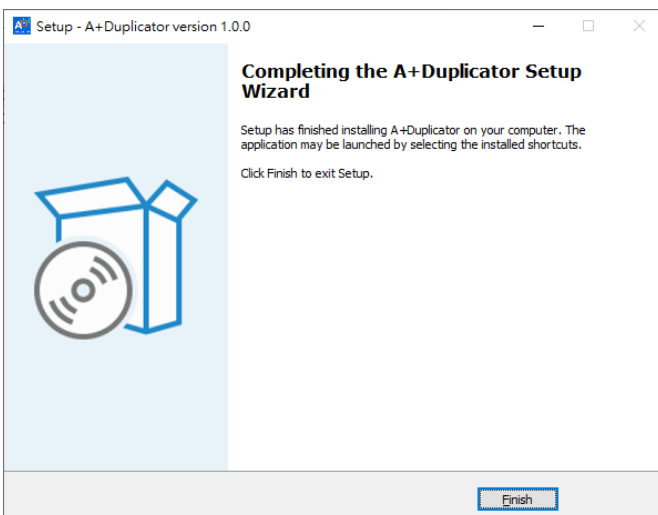 Setup - A+Duplicator version 1.0.0
Completing the A+Duplicator Setup
Wizard
Setup has finished installing A+Duplicator on your computer. The
application may be launched by selecting the installed shortcuts.
Click Finish to exit Setup.
Finish